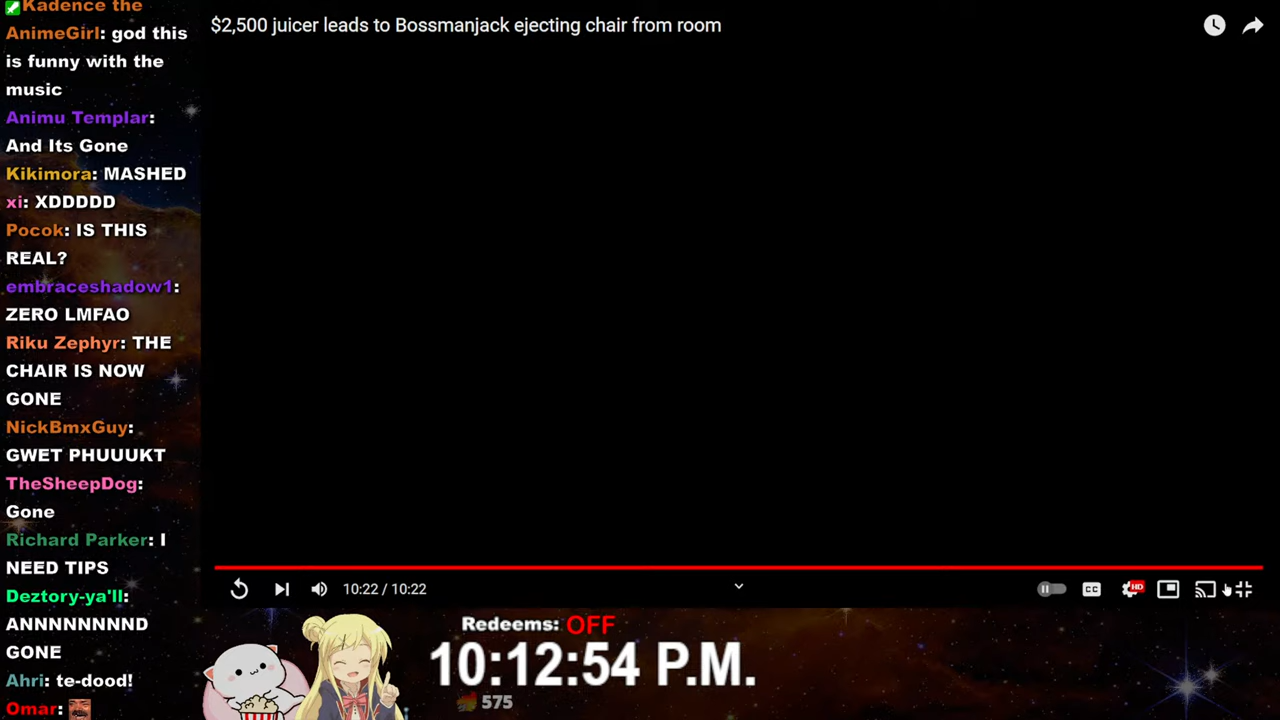 Kadence the
AnimeGirl: god this
is funny with the
music
Animu Templar:
And Its Gone
Kikimora: MASHED
xi: XDDDDD
Pocok: IS THIS
REAL?
embraceshadow1:
ZERO LMFAO
Riku Zephyr: THE
CHAIR IS NOW
GONE
NickBmxGuy:
GWET PHUUUKT
TheSheepDog:
Gone
Richard Parker: I
NEED TIPS
Deztory-ya'll:
ANNNNNNNND
GONE
Ahri: te-dood!
Omar:
$2,500 juicer leads to Bossmanjack ejecting chair from room
10:22 / 10:22
CC
HD
Redeems: OFF
10:12:54 P.M.
575